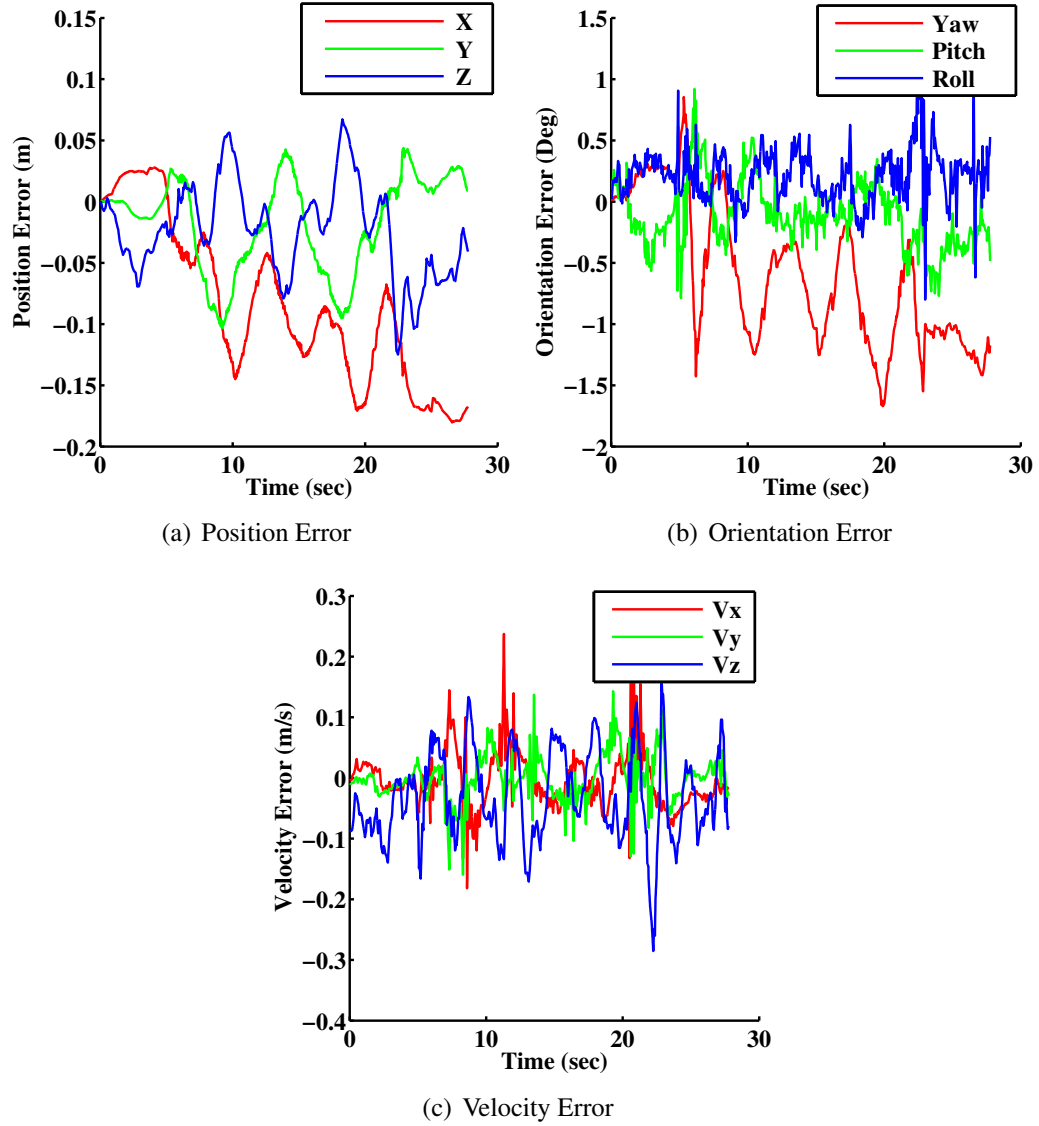 0.15
0.1
0.05
0
−0.05
−0.1
−0.15
−0.2
Position Error (m)
X
Y
Z
0 10 20 30
Time (sec)
(a) Position Error
1.5
1
0.5
0
−0.5
−1
−1.5
−2
Orientation Error (Deg)
Yaw
Pitch
Roll
0 10 20 30
Time (sec)
(b) Orientation Error
0.3
0.2
0.1
0
−0.1
−0.2
−0.3
−0.4
Velocity Error (m/s)
Vx
Vy
Vz
0 10 20 30
Time (sec)
(c) Velocity Error